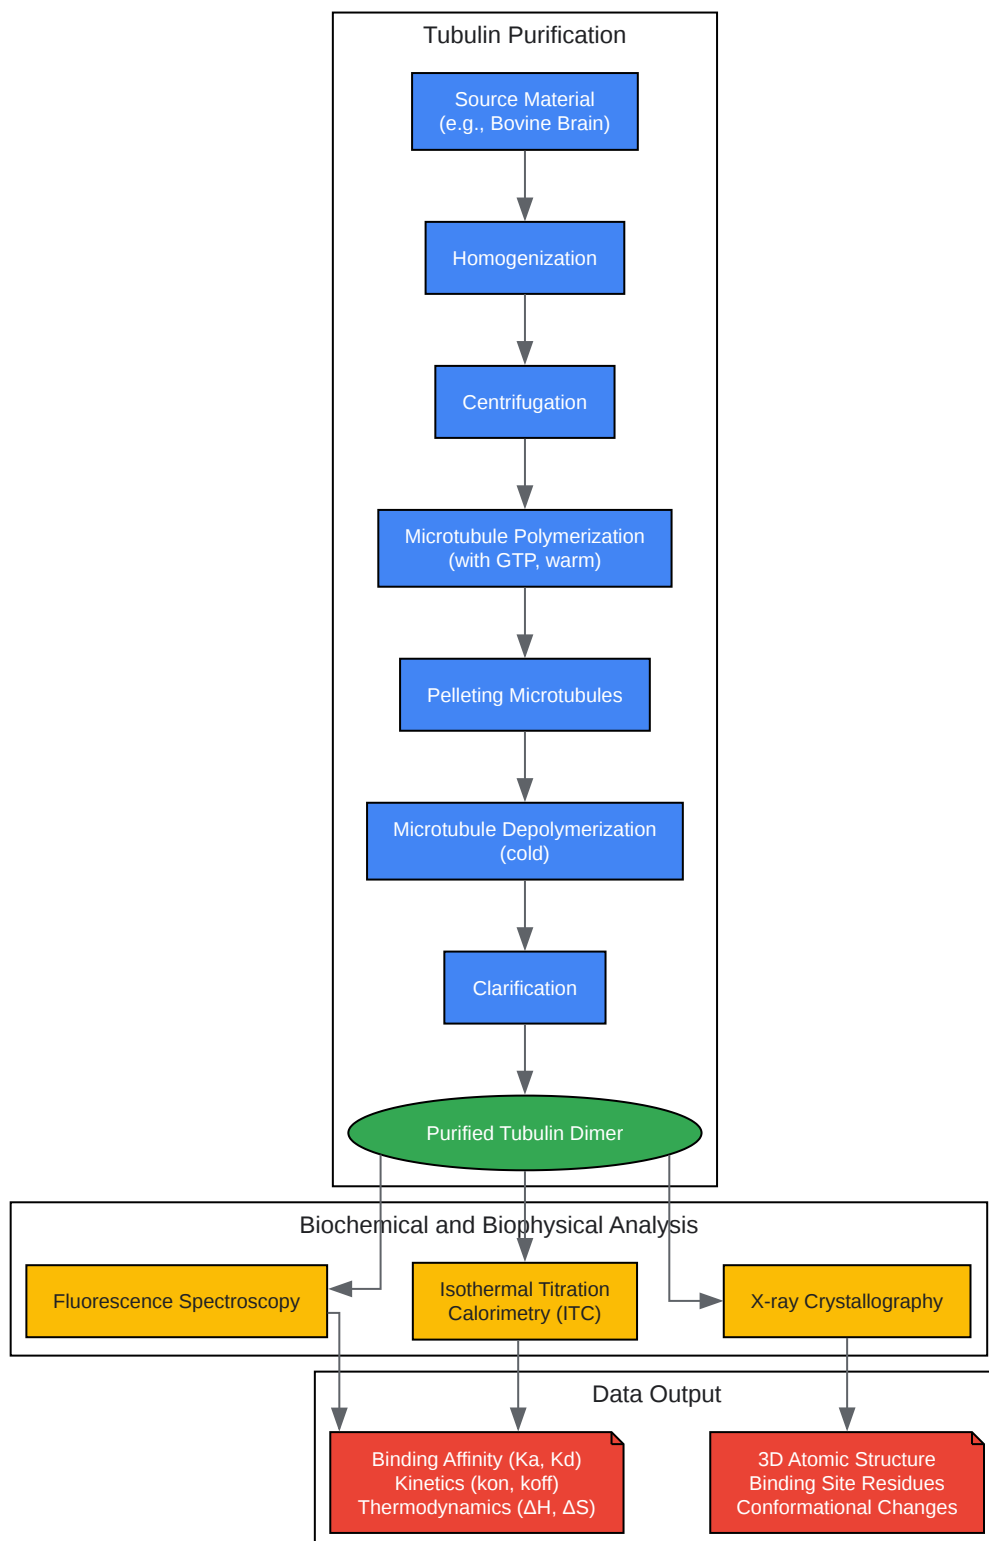 Tubulin Purification
Source Material
(e.g., Bovine Brain)
Homogenization
Centrifugation
Microtubule Polymerization
(with GTP, warm)
Pelleting Microtubules
Microtubule Depolymerization
(cold)
Clarification
Purified Tubulin Dimer
Biochemical and Biophysical Analysis
Fluorescence Spectroscopy
Isothermal Titration
Calorimetry (ITC)
X-ray Crystallography
Data Output
Binding Affinity (Ka, Kd)
Kinetics (kon, koff)
Thermodynamics (ΔH, ΔS)
3D Atomic Structure
Binding Site Residues
Conformational Changes